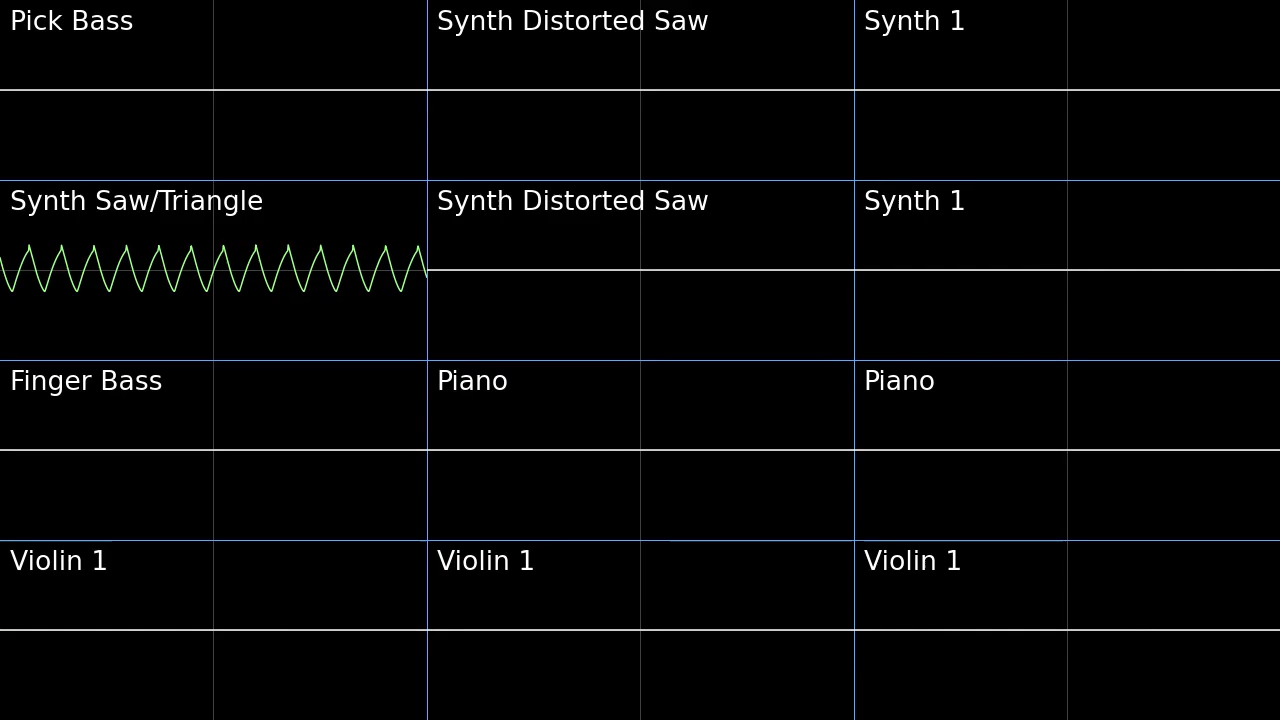 Pick Bass
Synth Distorted Saw
Synth 1
Synth Saw/Triangle
Synth Distorted Saw
Synth 1
Finger Bass
Piano
Piano
Violin 1
Violin 1
Violin 1